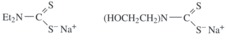 Et₂N—C
S
S⁻ Na⁺
(HOCH₂CH₂)N—C
S
S⁻ Na⁺